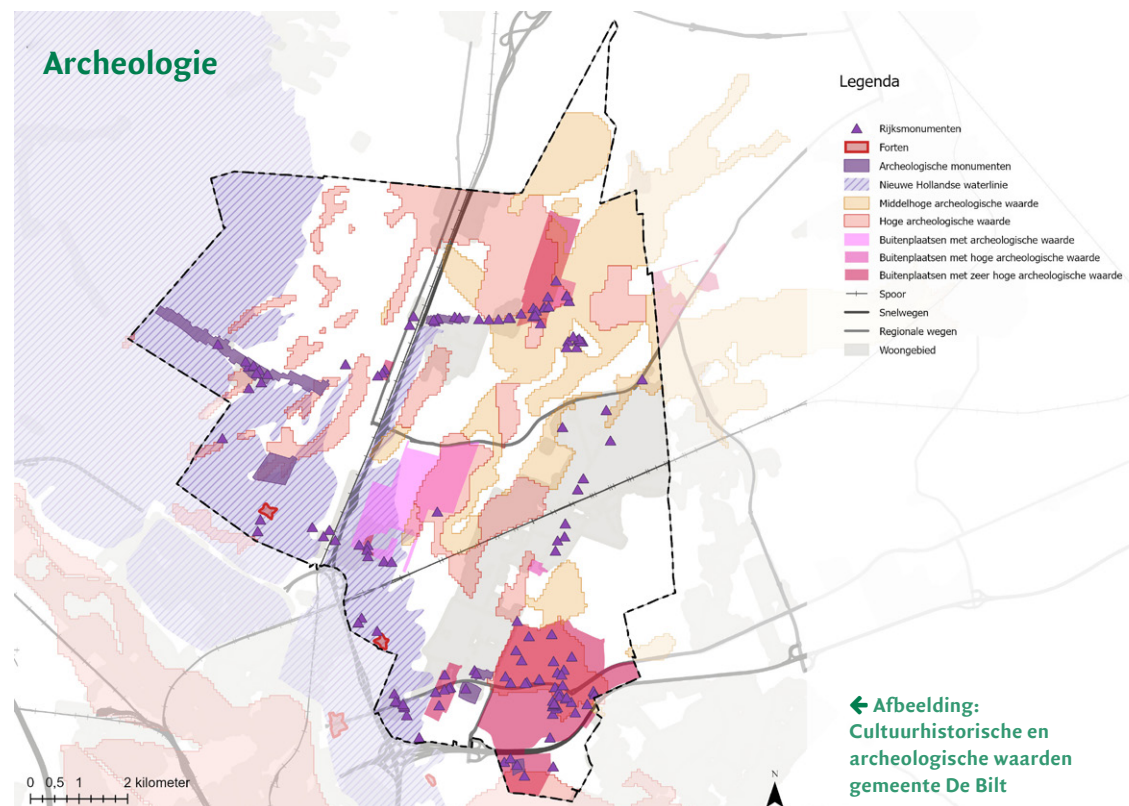 Archeologie
Legenda
Rijksmonumenten
Forten
Archeologische monumenten
Nieuwe Hollandse waterlinie
Middelhoge archeologische waarde
Hoge archeologische waarde
Buitenplaatsen met archeologische waarde
Buitenplaatsen met hoge archeologische waarde
Buitenplaatsen met zeer hoge archeologische waarde
Spoor
Snelwegen
Regionale wegen
Woongebied
← Afbeelding:
Cultuurhistorische en
archeologische waarden
gemeente De Bilt
0 0,5 1 2 kilometer
N